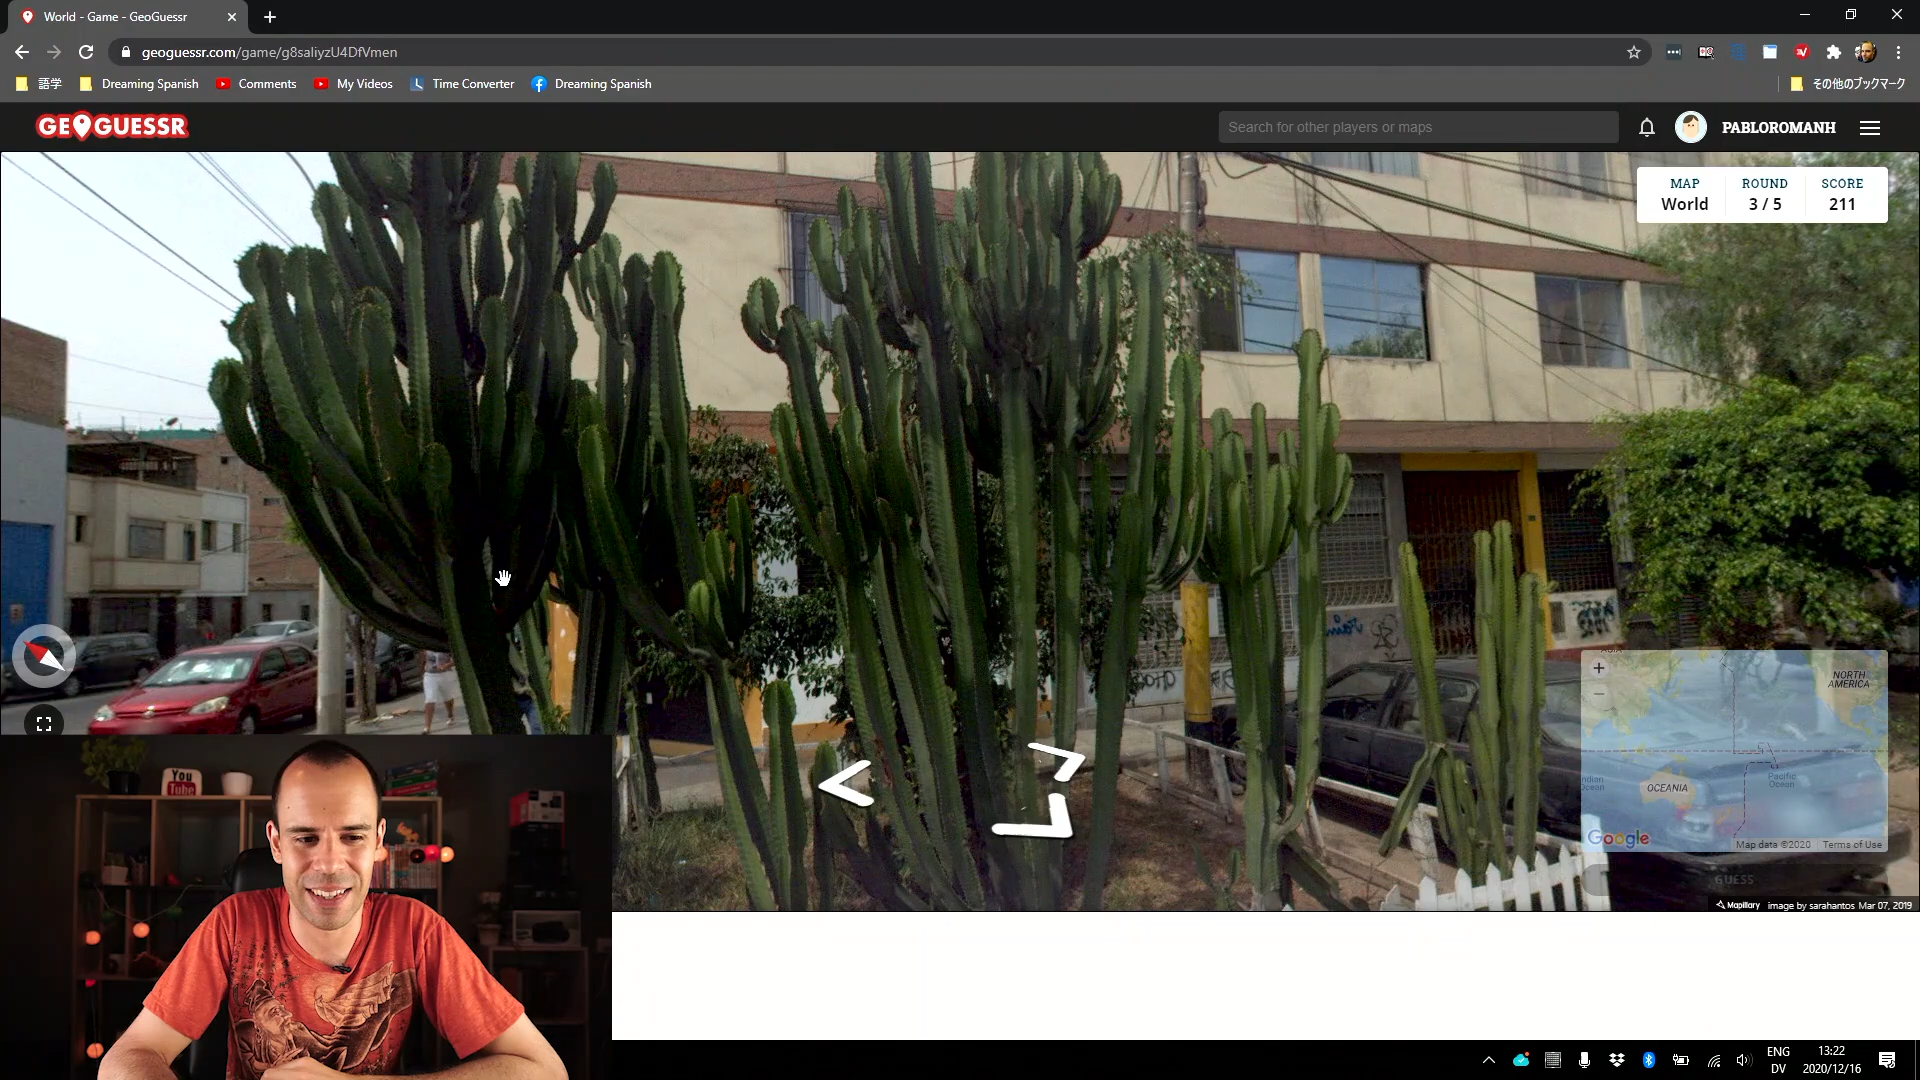 World - Game - GeoGuessr
geoguessr.com/game/g8saliyzU4DfVmen
語学
Dreaming Spanish
Comments
My Videos
Time Converter
Dreaming Spanish
その他のブックマーク
GEOGUESSR
Search for other players or maps
PABLOROMANH
MAP ROUND SCORE
World 3 / 5 211
NORTH
AMERICA
OCEANIA
Pacific
Ocean
Google
Map data ©2020 Terms of Use
GUESS
Mapillary image by sarahantos Mar 07, 2019
You
Tube
ENG 13:22
DV 2020/12/16